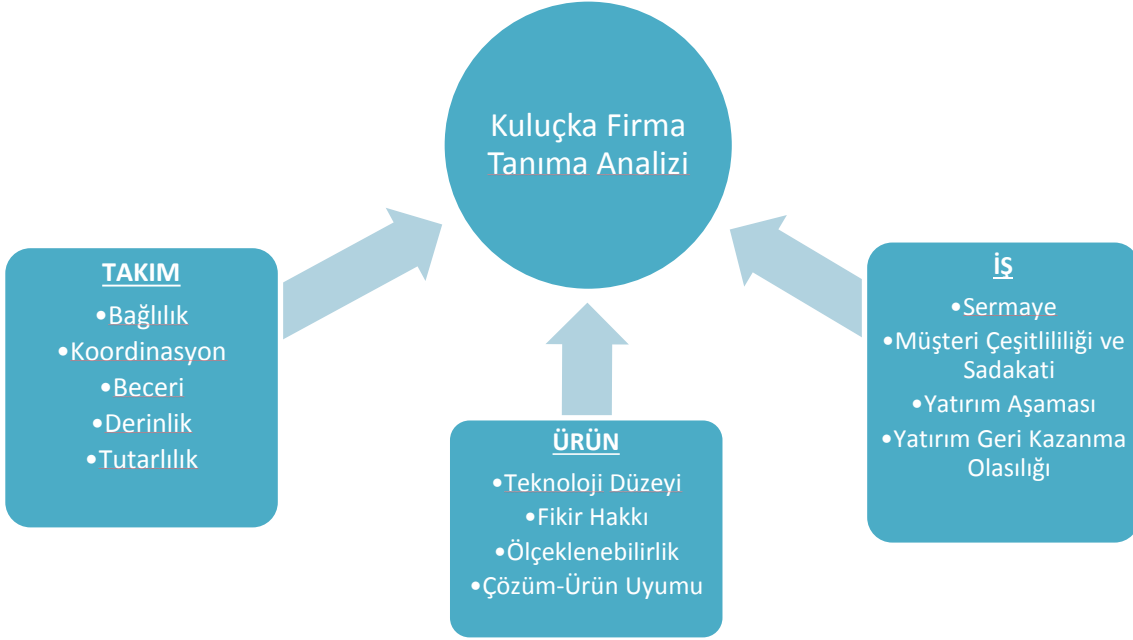 Kuluçka Firma
Tanıma Analizi
TAKIM
•Bağlılık
•Koordinasyon
•Beceri
•Derinlik
•Tutarlılık
ÜRÜN
•Teknoloji Düzeyi
•Fikir Hakkı
•Ölçeklenebilirlik
•Çözüm-Ürün Uyumu
İŞ
•Sermaye
•Müşteri Çeşitlililiği ve
Sadakati
•Yatırım Aşaması
•Yatırım Geri Kazanma
Olasılığı